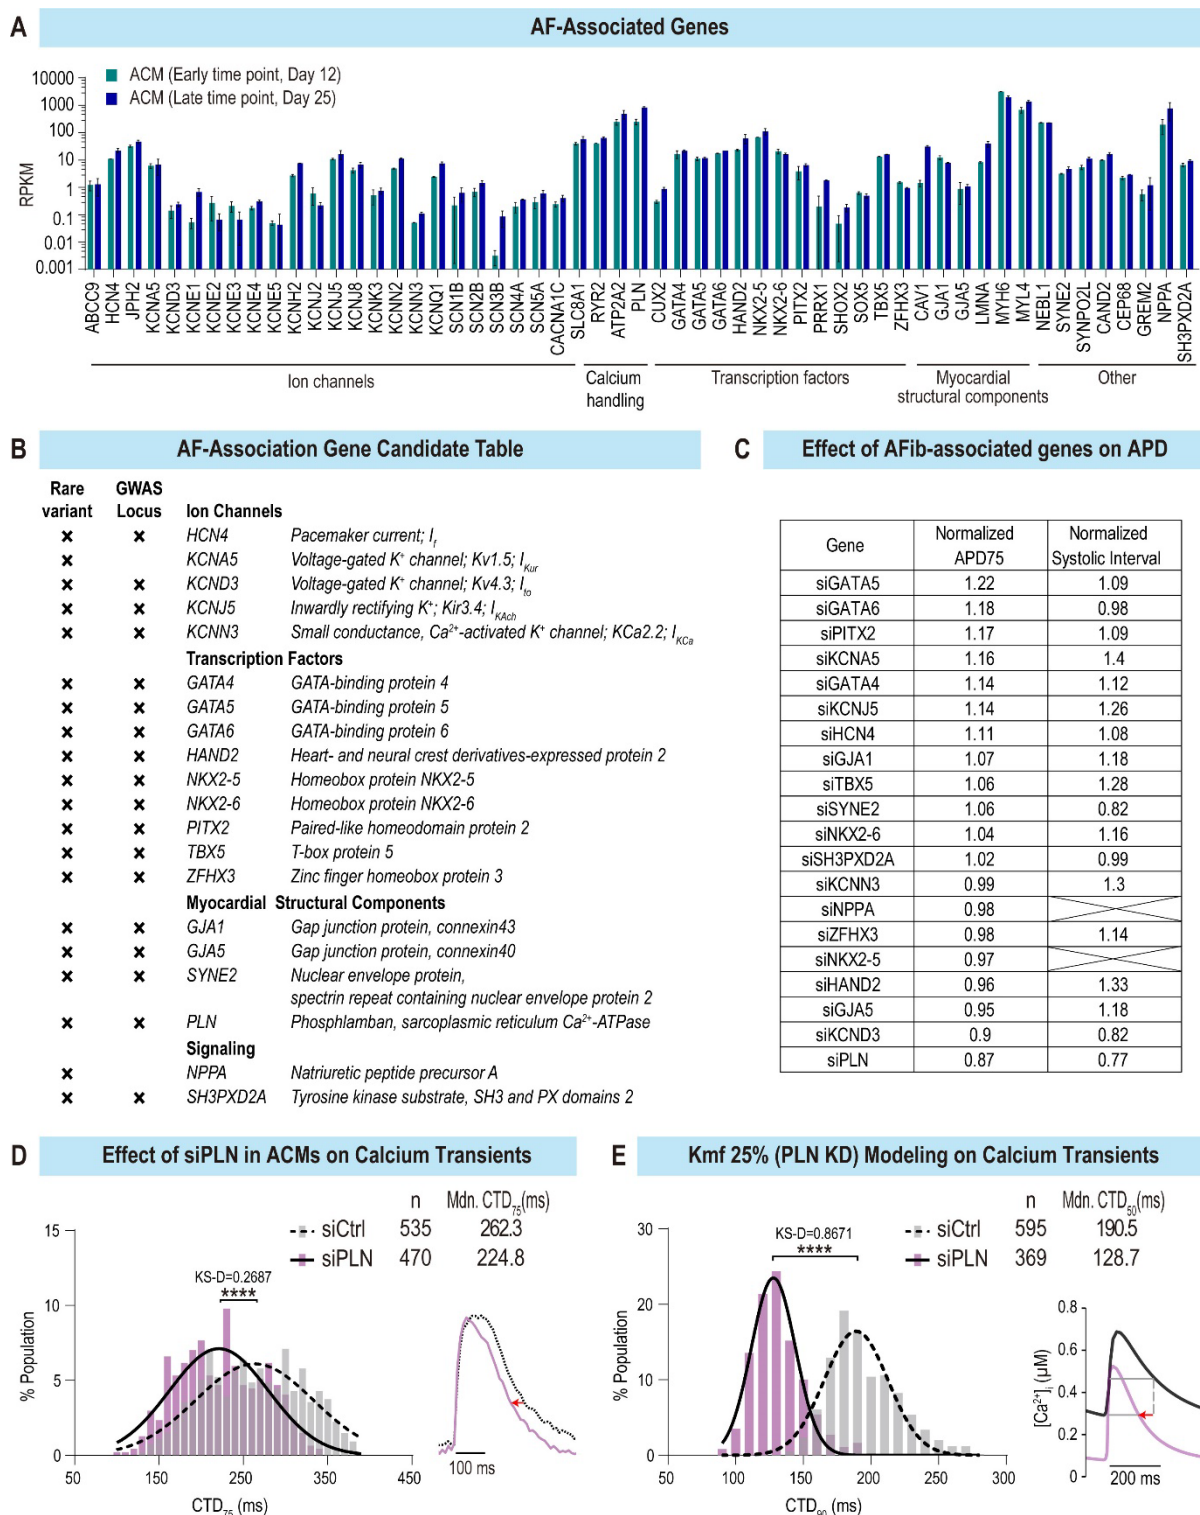 A AF-Associated Genes
ACM (Early time point, Day 12)
ACM (Late time point, Day 25)
RPKM
10000
1000
100
10
1
0.1
0.01
0.001
ABCC9 HCN4 JPH2 KCNA5 KCND3 KCNE1 KCNE2 KCNE3 KCNE4 KCNE5 KCNH2 KCNJ2 KCNJ5 KCNJ8 KCNK3 KCNN2 KCNN3 KCNQ1 SCN1B SCN2B SCN3B SCN4A SCN5A CACNA1C SLC8A1 RYR2 ATP2A2 PLN CUX2 GATA4 GATA5 GATA6 HAND2 NKX2-5 NKX2-6 PITX2 PRRX1 SHOX2 SOX5 TBX5 ZFHX3 CAV1 GJA1 GJA5 LMNA MYH6 MYL4 NEBL1 SYNE2 SYNPO2L CAND2 CEP68 GREM2 NPPA SH3PXD2A
Ion channels
Calcium
handling
Transcription factors
Myocardial
structural components
Other
B AF-Association Gene Candidate Table
Rare GWAS
variant Locus Ion Channels
× × HCN4 Pacemaker current; If
× KCNA5 Voltage-gated K⁺ channel; Kv1.5; IKur
× × KCND3 Voltage-gated K⁺ channel; Kv4.3; Ito
× × KCNJ5 Inwardly rectifying K⁺; Kir3.4; IKAch
× × KCNN3 Small conductance, Ca²⁺-activated K⁺ channel; KCa2.2; IKCa
Transcription Factors
× × GATA4 GATA-binding protein 4
× × GATA5 GATA-binding protein 5
× × GATA6 GATA-binding protein 6
× × HAND2 Heart- and neural crest derivatives-expressed protein 2
× × NKX2-5 Homeobox protein NKX2-5
× × NKX2-6 Homeobox protein NKX2-6
× × PITX2 Paired-like homeodomain protein 2
× × TBX5 T-box protein 5
× × ZFHX3 Zinc finger homeobox protein 3
Myocardial Structural Components
× × GJA1 Gap junction protein, connexin43
× × GJA5 Gap junction protein, connexin40
× × SYNE2 Nuclear envelope protein,
spectrin repeat containing nuclear envelope protein 2
× × PLN Phosphlamban, sarcoplasmic reticulum Ca²⁺-ATPase
Signaling
× NPPA Natriuretic peptide precursor A
× × SH3PXD2A Tyrosine kinase substrate, SH3 and PX domains 2
C Effect of AFib-associated genes on APD
Gene Normalized APD75 Normalized Systolic Interval
siGATA5 1.22 1.09
siGATA6 1.18 0.98
siPITX2 1.17 1.09
siKCNA5 1.16 1.4
siGATA4 1.14 1.12
siKCNJ5 1.14 1.26
siHCN4 1.11 1.08
siGJA1 1.07 1.18
siTBX5 1.06 1.28
siSYNE2 1.06 0.82
siNKX2-6 1.04 1.16
siSH3PXD2A 1.02 0.99
siKCNN3 0.99 1.3
siNPPA 0.98
siZFHX3 0.98 1.14
siNKX2-5 0.97
siHAND2 0.96 1.33
siGJA5 0.95 1.18
siKCND3 0.9 0.82
siPLN 0.87 0.77
D Effect of siPLN in ACMs on Calcium Transients
n Mdn. CTD75(ms)
siCtrl 535 262.3
siPLN 470 224.8
KS-D=0.2687
****
% Population
15
10
5
0
50 150 250 350 450
CTD75 (ms)
100 ms
E Kmf 25% (PLN KD) Modeling on Calcium Transients
n Mdn. CTD50(ms)
siCtrl 595 190.5
siPLN 369 128.7
KS-D=0.8671
****
% Population
30
20
10
0
50 100 150 200 250 300
CTD90 (ms)
[Ca²⁺]i (µM)
0.8
0.6
0.4
0.2
0
200 ms